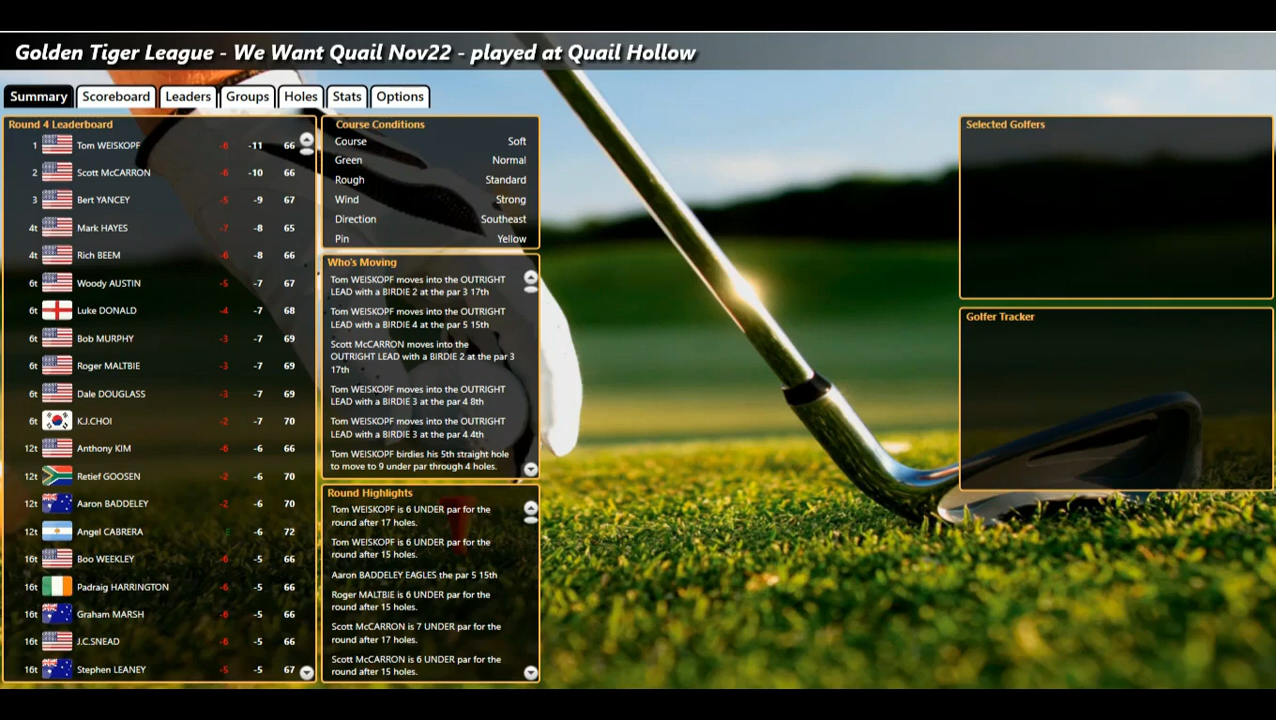 Golden Tiger League - We Want Quail Nov22 - played at Quail Hollow
Summary Scoreboard Leaders Groups Holes Stats Options
Round 4 Leaderboard
1 Tom WEISKOPF -6 -11 66
2 Scott McCARRON -6 -10 66
3 Bert YANCEY -5 -9 67
4t Mark HAYES -7 -8 65
4t Rich BEEM -6 -8 66
6t Woody AUSTIN -5 -7 67
6t Luke DONALD -4 -7 68
6t Bob MURPHY -3 -7 69
6t Roger MALTBIE -3 -7 69
6t Dale DOUGLASS -3 -7 69
6t K.J.CHOI -2 -7 70
12t Anthony KIM -6 -6 66
12t Retief GOOSEN -2 -6 70
12t Aaron BADDELEY -2 -6 70
12t Angel CABRERA E -6 72
16t Boo WEEKLEY -6 -5 66
16t Padraig HARRINGTON -6 -5 66
16t Graham MARSH -6 -5 66
16t J.C.SNEAD -6 -5 66
16t Stephen LEANEY -5 -5 67
Course Conditions
Course Soft
Green Normal
Rough Standard
Wind Strong
Direction Southeast
Pin Yellow
Who's Moving
Tom WEISKOPF moves into the OUTRIGHT
LEAD with a BIRDIE 2 at the par 3 17th
Tom WEISKOPF moves into the OUTRIGHT
LEAD with a BIRDIE 4 at the par 5 15th
Scott McCARRON moves into the
OUTRIGHT LEAD with a BIRDIE 2 at the par 3
17th
Tom WEISKOPF moves into the OUTRIGHT
LEAD with a BIRDIE 3 at the par 4 8th
Tom WEISKOPF moves into the OUTRIGHT
LEAD with a BIRDIE 3 at the par 4 4th
Tom WEISKOPF birdies his 5th straight hole
to move to 9 under par through 4 holes.
Round Highlights
Tom WEISKOPF is 6 UNDER par for the
round after 17 holes.
Tom WEISKOPF is 6 UNDER par for the
round after 15 holes.
Aaron BADDELEY EAGLES the par 5 15th
Roger MALTBIE is 6 UNDER par for the
round after 15 holes.
Scott McCARRON is 7 UNDER par for the
round after 17 holes.
Scott McCARRON is 6 UNDER par for the
round after 15 holes.
Selected Golfers
Golfer Tracker